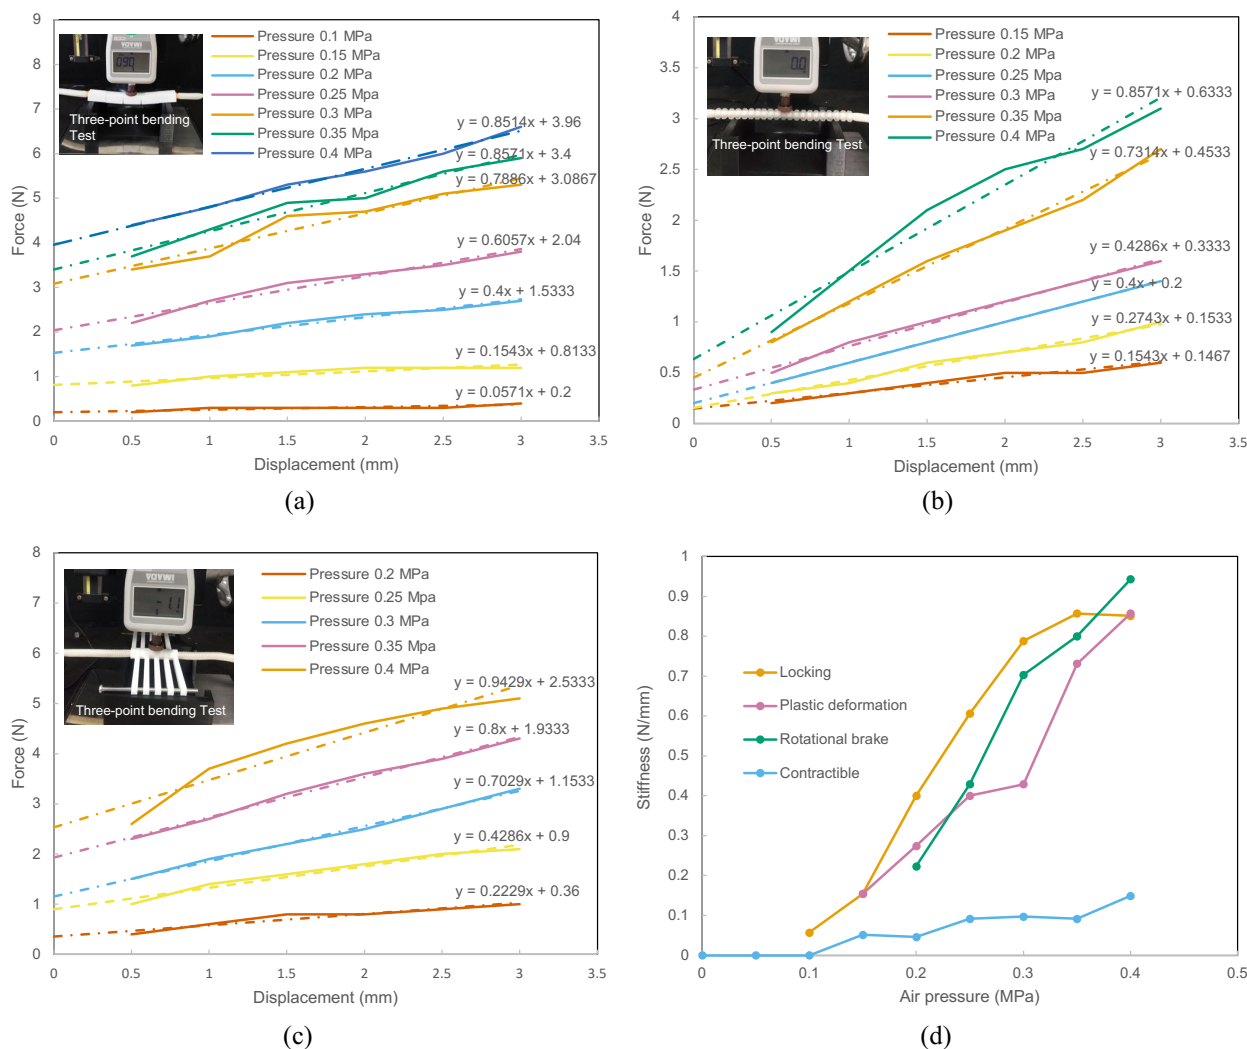 9
8
7
6
5
4
3
2
1
0
Force (N)
Pressure 0.1 MPa
Pressure 0.15 MPa
Pressure 0.2 MPa
Pressure 0.25 Mpa
Pressure 0.3 MPa
Pressure 0.35 Mpa
Pressure 0.4 MPa
Three-point bending
Test
y = 0.8514x + 3.96
y = 0.8571x + 3.4
y = 0.7886x + 3.0867
y = 0.6057x + 2.04
y = 0.4x + 1.5333
y = 0.1543x + 0.8133
y = 0.0571x + 0.2
0 0.5 1 1.5 2 2.5 3 3.5
Displacement (mm)
(a)
4
3.5
3
2.5
2
1.5
1
0.5
0
Force (N)
Pressure 0.15 MPa
Pressure 0.2 MPa
Pressure 0.25 Mpa
Pressure 0.3 MPa
Pressure 0.35 MPa
Pressure 0.4 MPa
0.0
Three-point bending Test
y = 0.8571x + 0.6333
y = 0.7314x + 0.4533
y = 0.4286x + 0.3333
y = 0.4x + 0.2
y = 0.2743x + 0.1533
y = 0.1543x + 0.1467
0 0.5 1 1.5 2 2.5 3 3.5
Displacement (mm)
(b)
8
7
6
5
4
3
2
1
0
Force (N)
IMADA
Pressure 0.2 MPa
Pressure 0.25 Mpa
Pressure 0.3 MPa
Pressure 0.35 Mpa
Pressure 0.4 MPa
Three-point bending Test
y = 0.9429x + 2.5333
y = 0.8x + 1.9333
y = 0.7029x + 1.1533
y = 0.4286x + 0.9
y = 0.2229x + 0.36
0 0.5 1 1.5 2 2.5 3 3.5
Displacement (mm)
(c)
1
0.9
0.8
0.7
0.6
0.5
0.4
0.3
0.2
0.1
0
Stiffness (N/mm)
Locking
Plastic deformation
Rotational brake
Contractible
0 0.1 0.2 0.3 0.4 0.5
Air pressure (MPa)
(d)